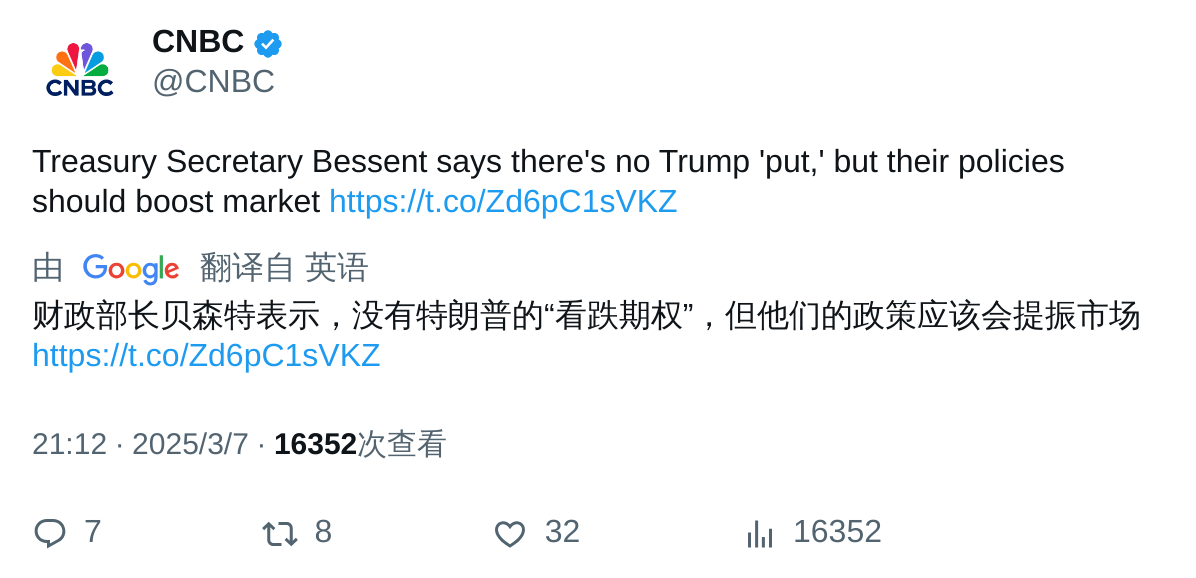 CNBC
CNBC
@CNBC
Treasury Secretary Bessent says there's no Trump 'put,' but their policies
should boost market https://t.co/Zd6pC1sVKZ
由 Google 翻译自 英语
财政部长贝森特表示，没有特朗普的“看跌期权”，但他们的政策应该会提振市场
https://t.co/Zd6pC1sVKZ
21:12 · 2025/3/7 · 16352次查看
7 8 32 16352